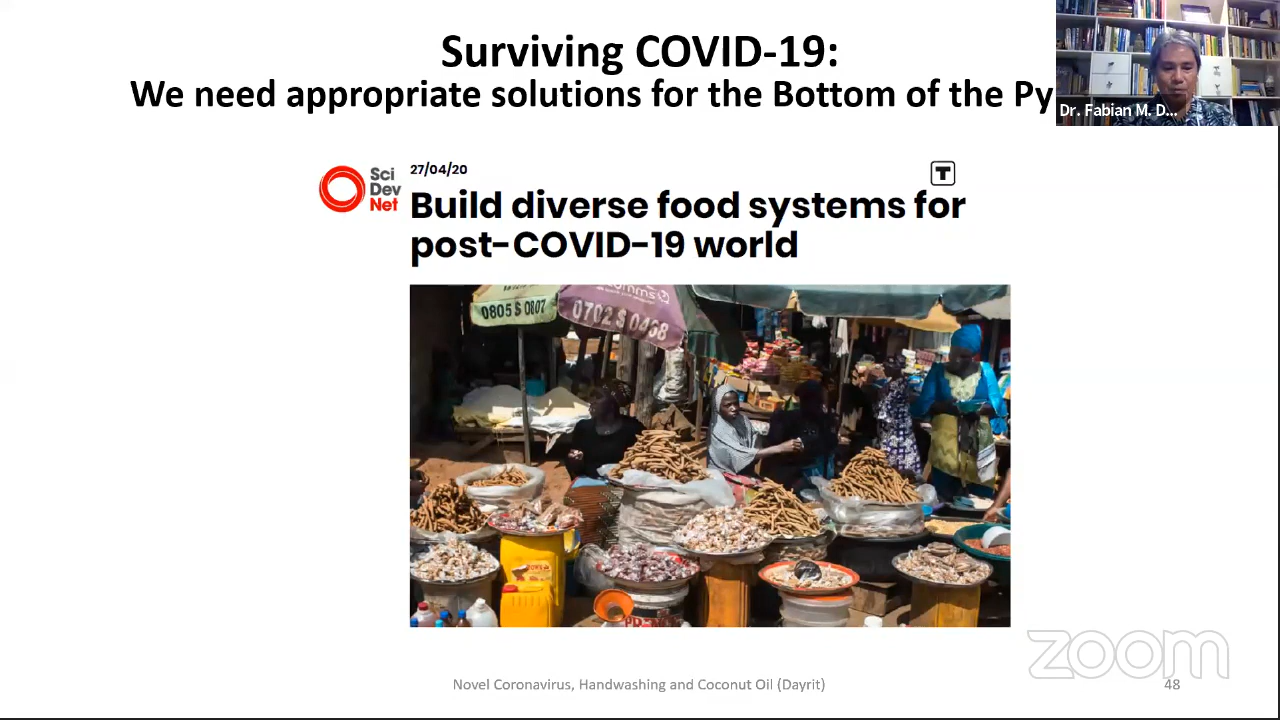 Surviving COVID-19:
We need appropriate solutions for the Bottom of the Py
Dr. Fabian M. D...
Sci
Dev
Net
27/04/20
T
Build diverse food systems for
post-COVID-19 world
0805 $ 0807
0702 $ 0468
zoom
Novel Coronavirus, Handwashing and Coconut Oil (Dayrit)
48